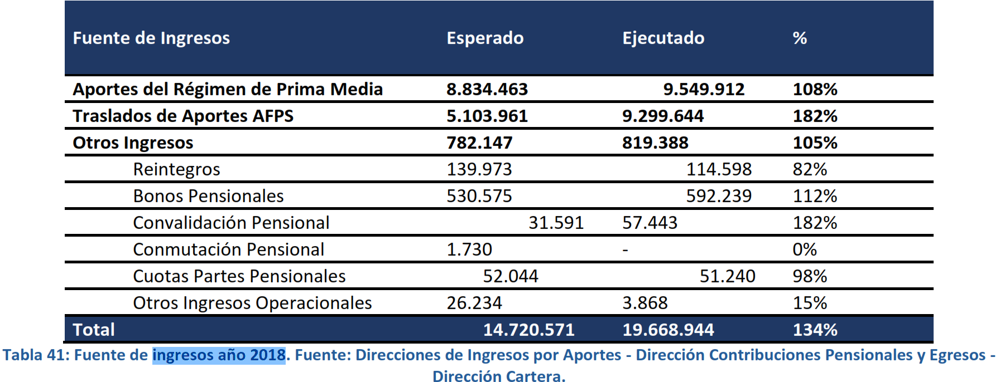 Fuente de Ingresos Esperado Ejecutado %
Aportes del Régimen de Prima Media 8.834.463 9.549.912 108%
Traslados de Aportes AFPS 5.103.961 9.299.644 182%
Otros Ingresos 782.147 819.388 105%
Reintegros 139.973 114.598 82%
Bonos Pensionales 530.575 592.239 112%
Convalidación Pensional 31.591 57.443 182%
Conmutación Pensional 1.730 - 0%
Cuotas Partes Pensionales 52.044 51.240 98%
Otros Ingresos Operacionales 26.234 3.868 15%
Total 14.720.571 19.668.944 134%
Tabla 41: Fuente de ingresos año 2018. Fuente: Direcciones de Ingresos por Aportes - Dirección Contribuciones Pensionales y Egresos -
Dirección Cartera.